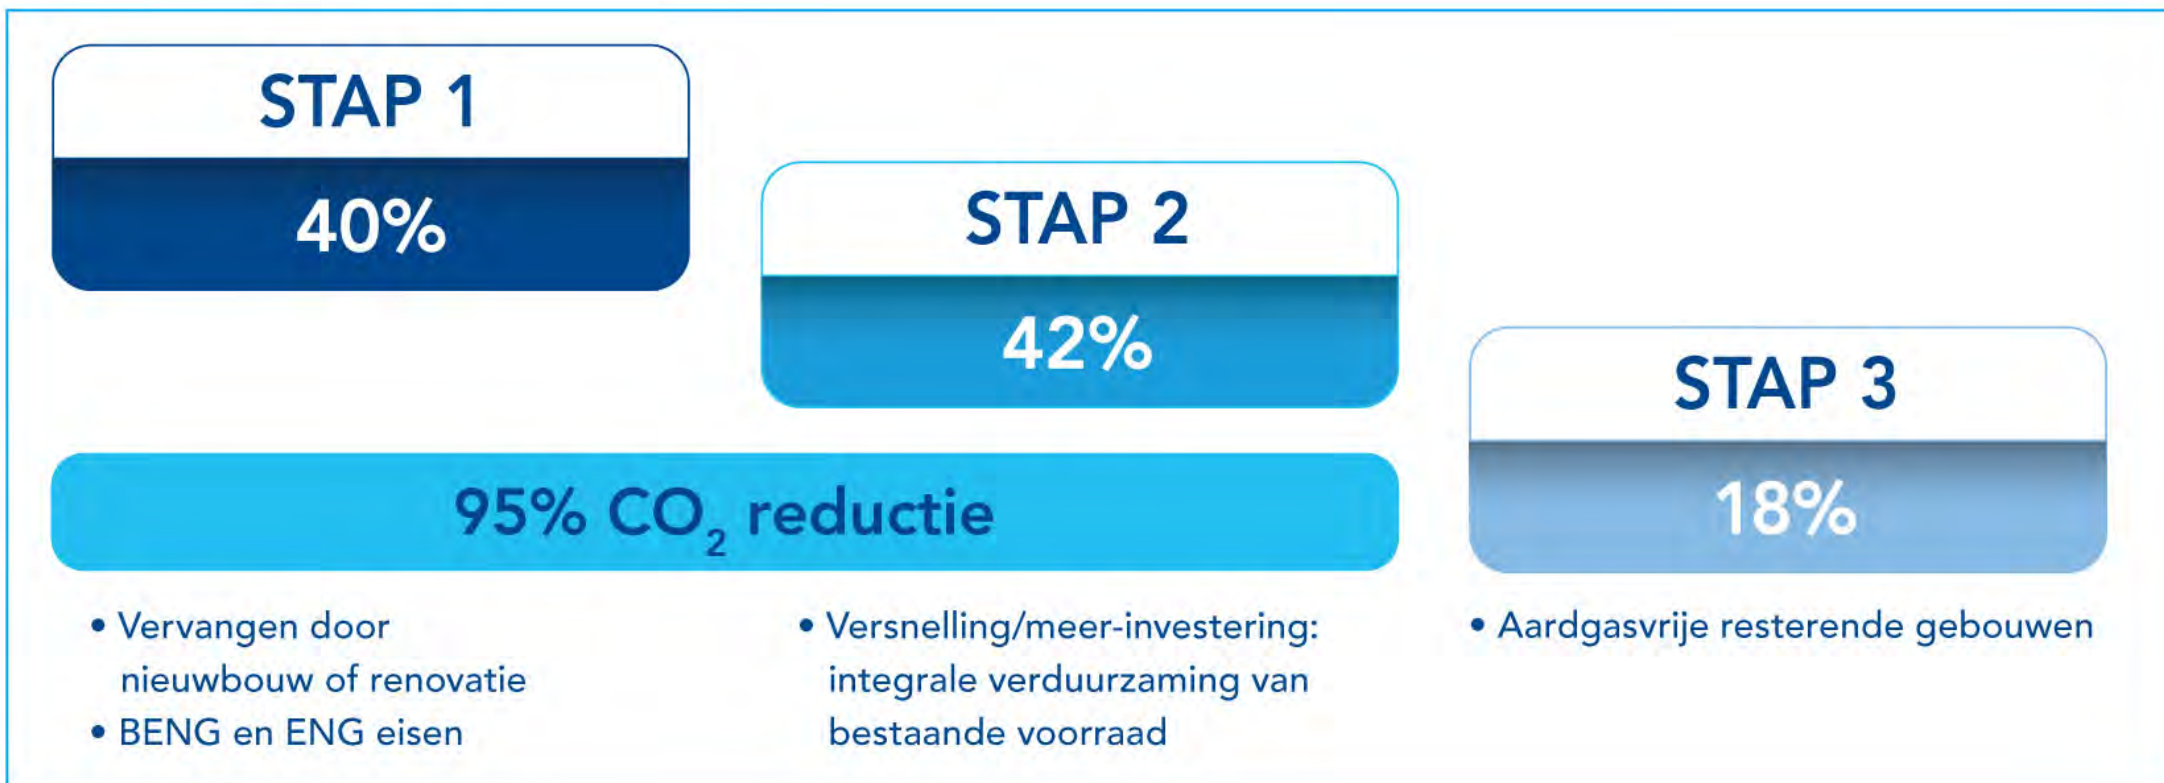 STAP 1
40%
STAP 2
42%
STAP 3
18%
95% CO₂ reductie
• Vervangen door
nieuwbouw of renovatie
• BENG en ENG eisen
• Versnelling/meer-investering:
integrale verduurzaming van
bestaande voorraad
• Aardgasvrije resterende gebouwen